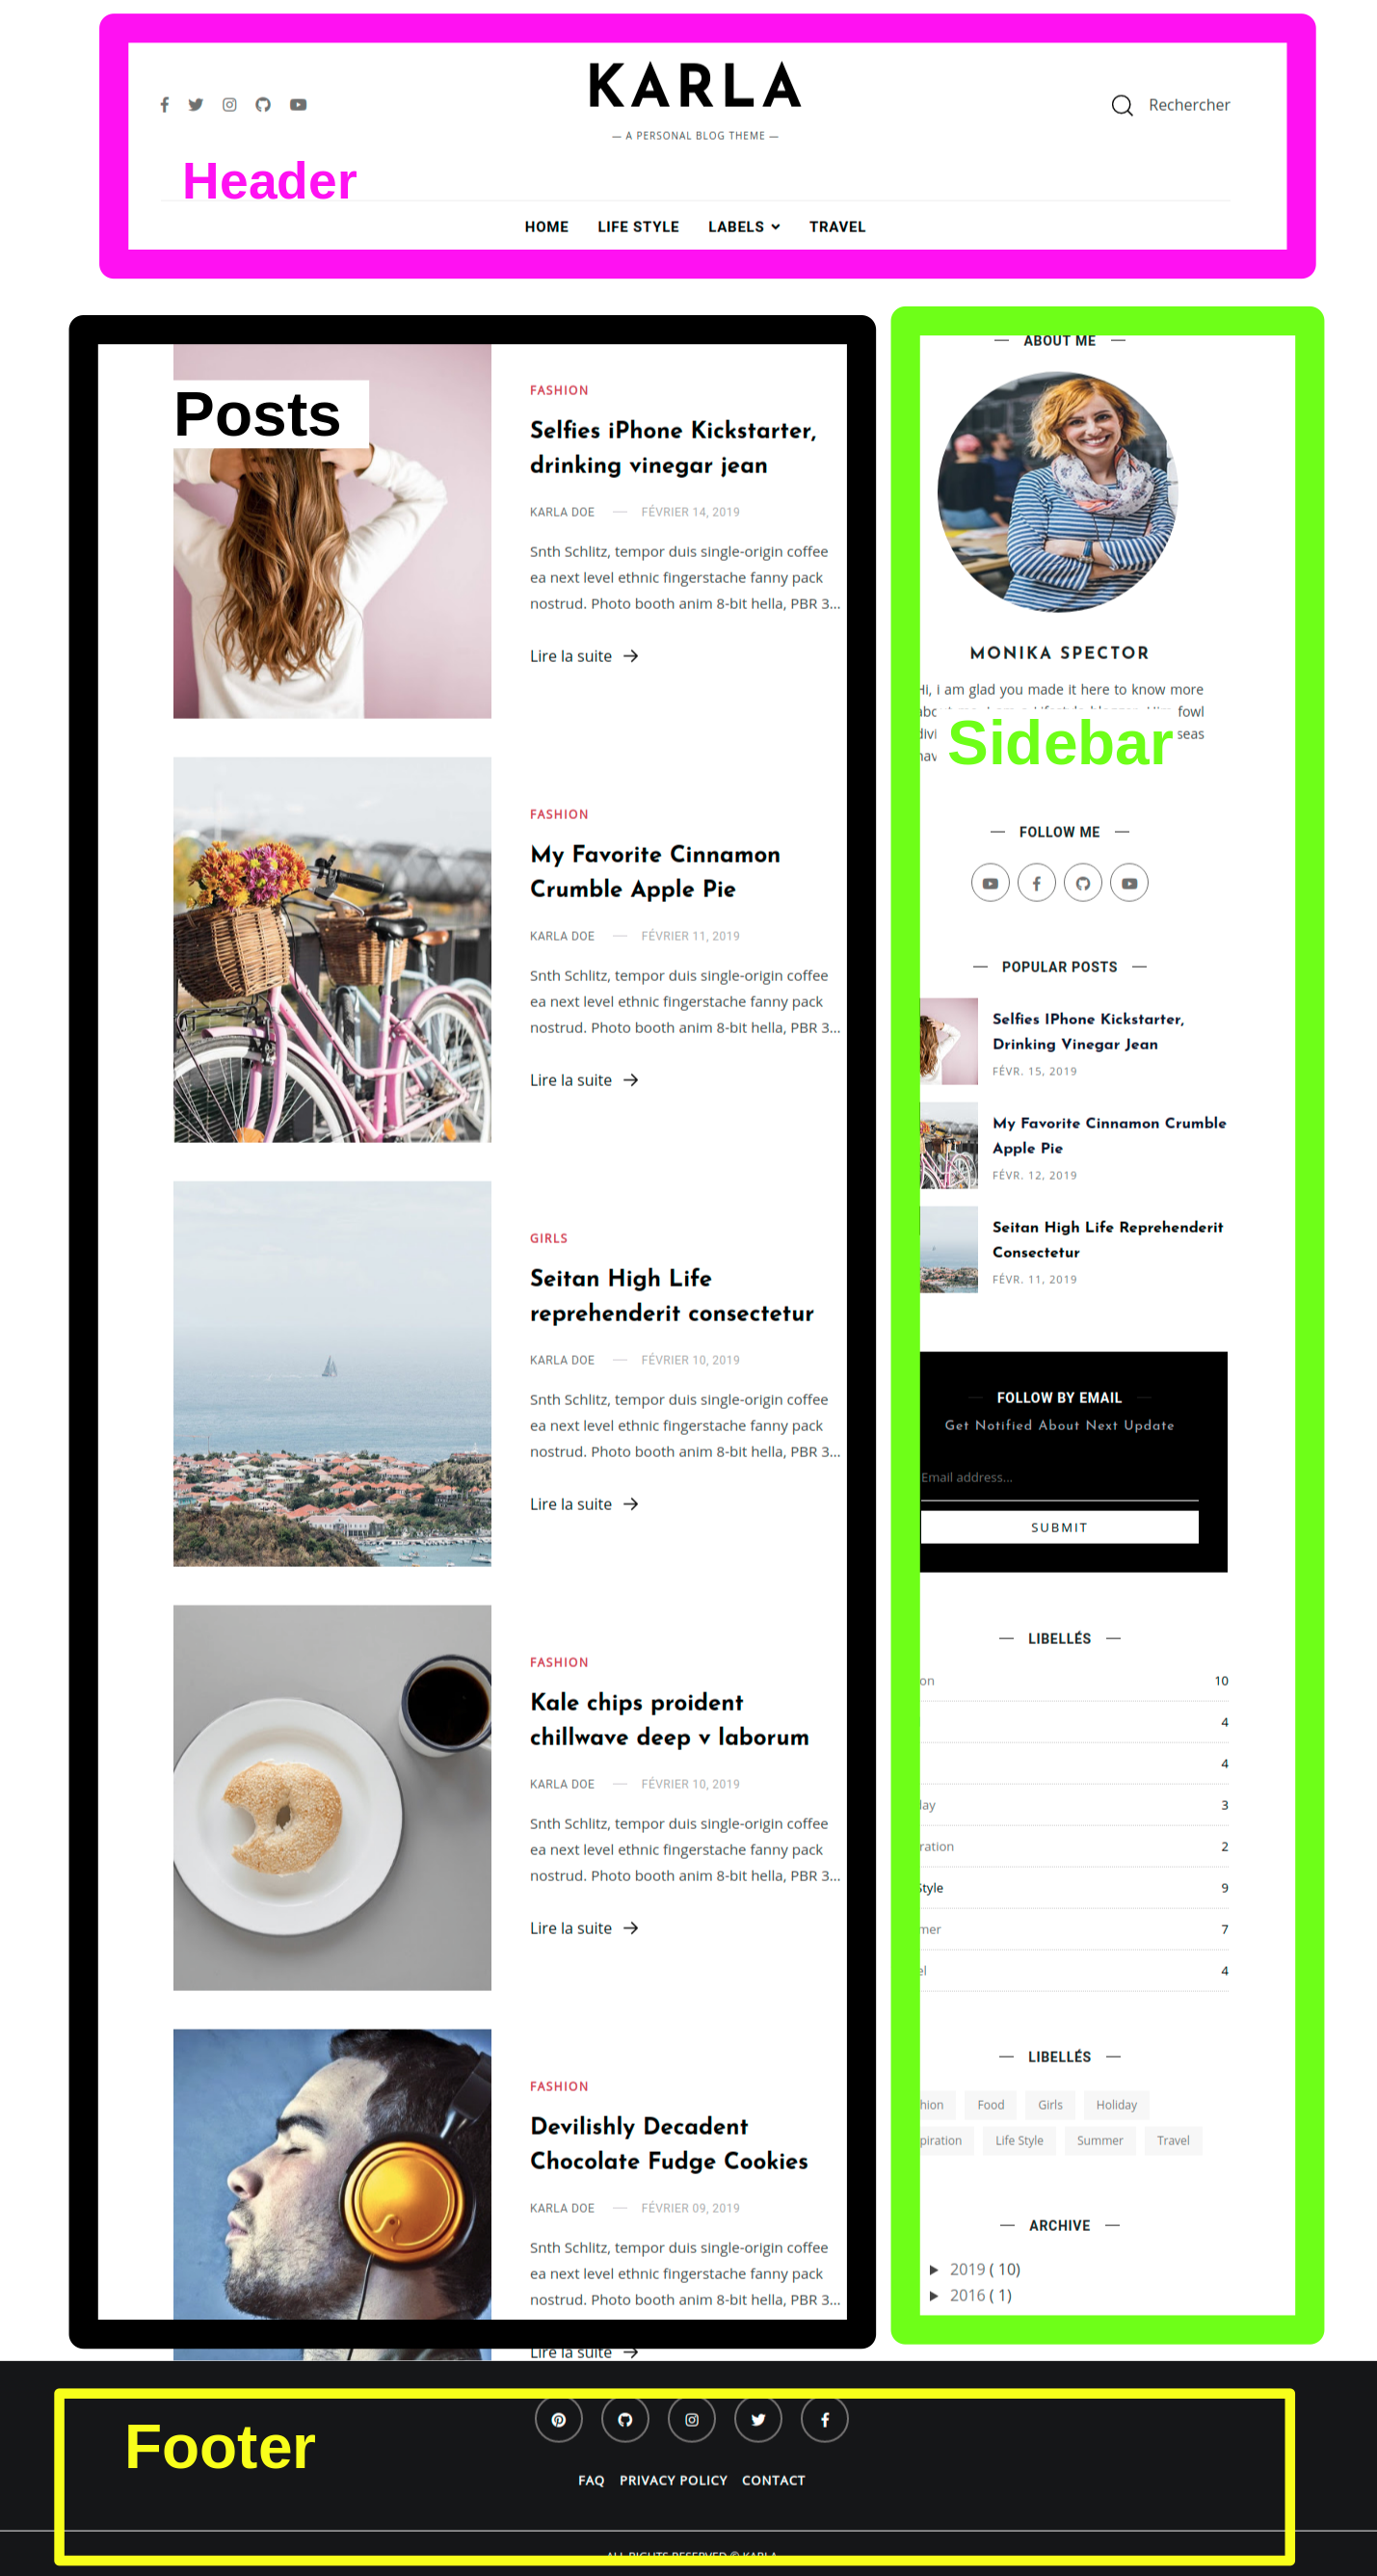 KARLA
— A PERSONAL BLOG THEME —
Rechercher
Header
HOME LIFE STYLE LABELS TRAVEL
Posts
FASHION
Selfies iPhone Kickstarter,
drinking vinegar jean
KARLA DOE — FÉVRIER 14, 2019
Snth Schlitz, tempor duis single-origin coffee
ea next level ethnic fingerstache fanny pack
nostrud. Photo booth anim 8-bit hella, PBR 3...
Lire la suite
FASHION
My Favorite Cinnamon
Crumble Apple Pie
KARLA DOE — FÉVRIER 11, 2019
Snth Schlitz, tempor duis single-origin coffee
ea next level ethnic fingerstache fanny pack
nostrud. Photo booth anim 8-bit hella, PBR 3...
Lire la suite
GIRLS
Seitan High Life
reprehenderit consectetur
KARLA DOE — FÉVRIER 10, 2019
Snth Schlitz, tempor duis single-origin coffee
ea next level ethnic fingerstache fanny pack
nostrud. Photo booth anim 8-bit hella, PBR 3...
Lire la suite
FASHION
Kale chips proident
chillwave deep v laborum
KARLA DOE — FÉVRIER 10, 2019
Snth Schlitz, tempor duis single-origin coffee
ea next level ethnic fingerstache fanny pack
nostrud. Photo booth anim 8-bit hella, PBR 3...
Lire la suite
FASHION
Devilishly Decadent
Chocolate Fudge Cookies
KARLA DOE — FÉVRIER 09, 2019
Snth Schlitz, tempor duis single-origin coffee
ea next level ethnic fingerstache fanny pack
nostrud. Photo booth anim 8-bit hella, PBR 3...
Lire la suite
— ABOUT ME —
MONIKA SPECTOR
Hi, i am glad you made it here to know more
fowl
seas
Sidebar
— FOLLOW ME —
— POPULAR POSTS —
Selfies IPhone Kickstarter,
Drinking Vinegar Jean
FÉVR. 15, 2019
My Favorite Cinnamon Crumble
Apple Pie
FÉVR. 12, 2019
Seitan High Life Reprehenderit
Consectetur
FÉVR. 11, 2019
— FOLLOW BY EMAIL —
Get Notified About Next Update
Email address...
SUBMIT
— LIBELLÉS —
on 10
4
4
lay 3
ration 2
Style 9
mer 7
el 4
— LIBELLÉS —
hion Food Girls Holiday
piration Life Style Summer Travel
— ARCHIVE —
► 2019 ( 10)
► 2016 ( 1)
Footer
FAQ PRIVACY POLICY CONTACT
ALL RIGHTS RESERVED © KARLA